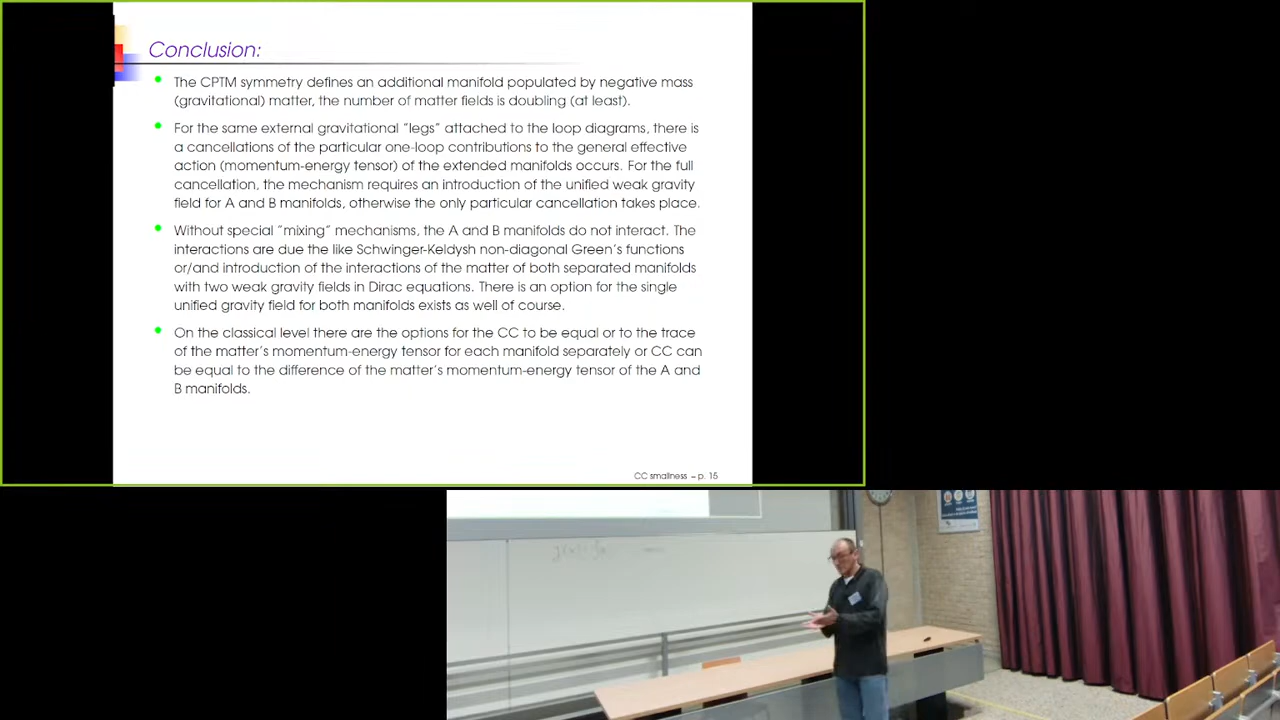 Conclusion:
The CPTM symmetry defines an additional manifold populated by negative mass
(gravitational) matter, the number of matter fields is doubling (at least).
For the same external gravitational "legs" attached to the loop diagrams, there is
a cancellations of the particular one-loop contributions to the general effective
action (momentum-energy tensor) of the extended manifolds occurs. For the full
cancellation, the mechanism requires an introduction of the unified weak gravity
field for A and B manifolds, otherwise the only particular cancellation takes place.
Without special "mixing" mechanisms, the A and B manifolds do not interact. The
interactions are due the like Schwinger-Keldysh non-diagonal Green's functions
or/and introduction of the interactions of the matter of both separated manifolds
with two weak gravity fields in Dirac equations. There is an option for the single
unified gravity field for both manifolds exists as well of course.
On the classical level there are the options for the CC to be equal or to the trace
of the matter's momentum-energy tensor for each manifold separately or CC can
be equal to the difference of the matter's momentum-energy tensor of the A and
B manifolds.
CC smallness – p. 15